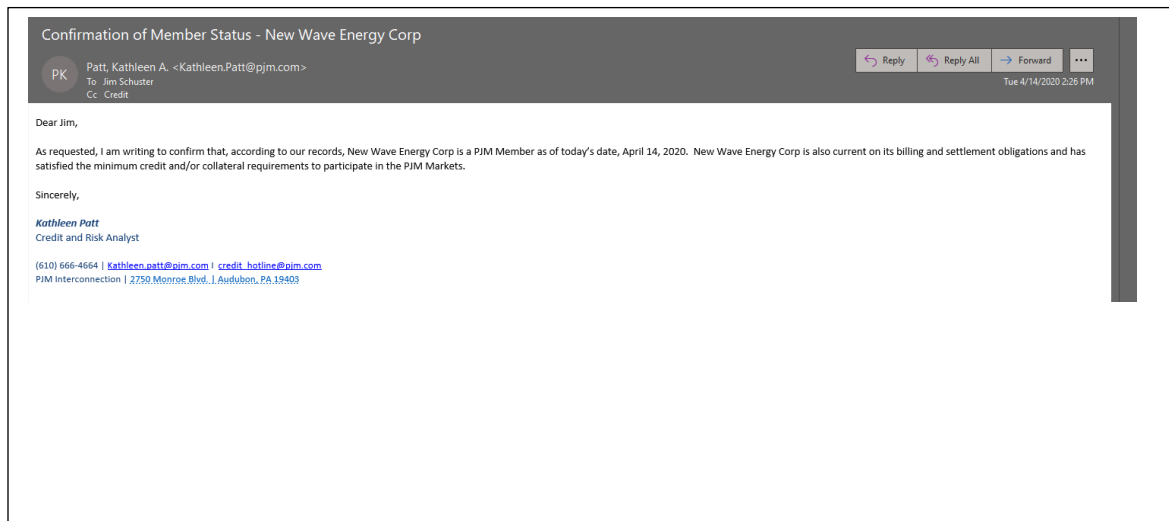 Confirmation of Member Status - New Wave Energy Corp
PK
Patt, Kathleen A. <Kathleen.Patt@pjm.com>
To Jim Schuster
Cc Credit
Reply
Reply All
Forward
...
Tue 4/14/2020 2:26 PM
Dear Jim,
As requested, I am writing to confirm that, according to our records, New Wave Energy Corp is a PJM Member as of today's date, April 14, 2020. New Wave Energy Corp is also current on its billing and settlement obligations and has
satisfied the minimum credit and/or collateral requirements to participate in the PJM Markets.
Sincerely,
Kathleen Patt
Credit and Risk Analyst
(610) 666-4664 | Kathleen.patt@pjm.com I credit_hotline@pjm.com
PJM Interconnection | 2750 Monroe Blvd. | Audubon, PA 19403